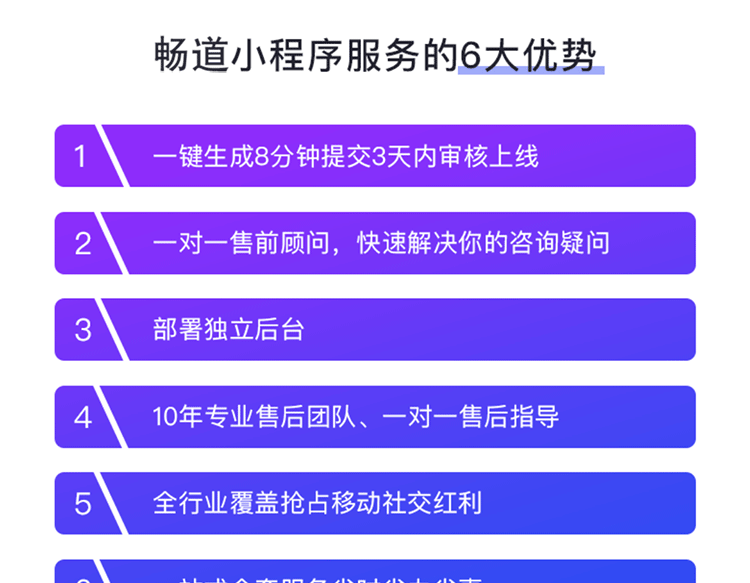 畅道小程序服务的6大优势
1 一键生成8分钟提交3天内审核上线
2 一对一售前顾问，快速解决你的咨询疑问
3 部署独立后台
4 10年专业售后团队、一对一售后指导
5 全行业覆盖抢占移动社交红利